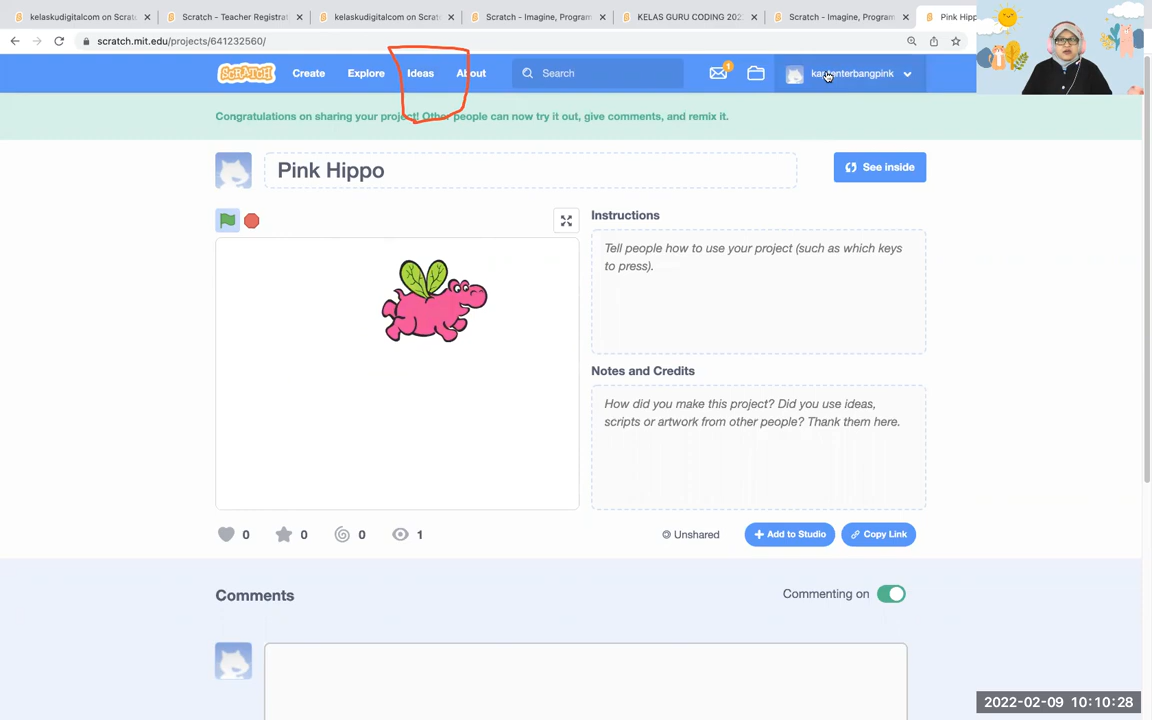 kelaskudigitalcom on Scrat
Scratch - Teacher Registrat
kelaskudigitalcom on Scrat
Scratch - Imagine, Program
KELAS GURU CODING 202
Scratch - Imagine, Program
Pink Hipp
scratch.mit.edu/projects/641232560/
SCRATCH
Create
Explore
Ideas
About
Search
1
Congratulations on sharing your project! Other people can now try it out, give comments, and remix it.
Pink Hippo
See inside
Instructions
Tell people how to use your project (such as which keys
to press).
Notes and Credits
How did you make this project? Did you use ideas,
scripts or artwork from other people? Thank them here.
0
0
0
1
Unshared
Add to Studio
Copy Link
Comments
Commenting on
2022-02-09 10:10:28